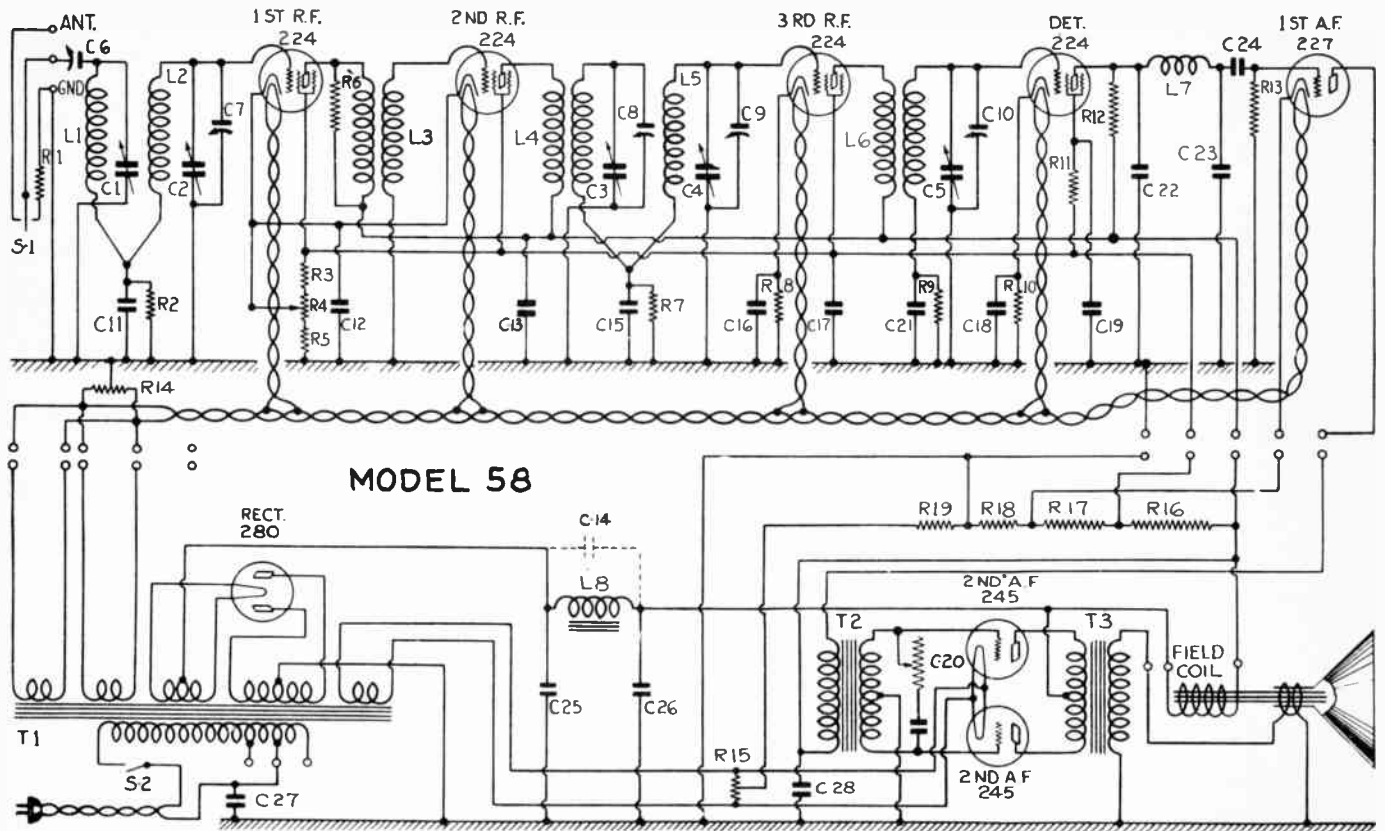 ANT.
C6
GND
L1
R1
S-1
C1
L2
C2
C7
C11
R2
1ST R.F.
224
R6
R3
R4
R5
C12
L3
2ND R.F.
224
C13
L4
C3
C8
C15
R7
L5
C4
C9
3RD R.F.
224
C16
R8
C17
L6
C5
C10
C21
R9
DET.
224
C18
R10
R11
C19
R12
C22
L7
C23
C24
R13
1ST A.F.
227
R14
MODEL 58
RECT.
280
C-14
L8
C25
C26
R19
R18
R17
R16
2ND A.F
245
T2
C20
T3
FIELD
COIL
R15
C28
2ND A F
245
T1
S-2
C27